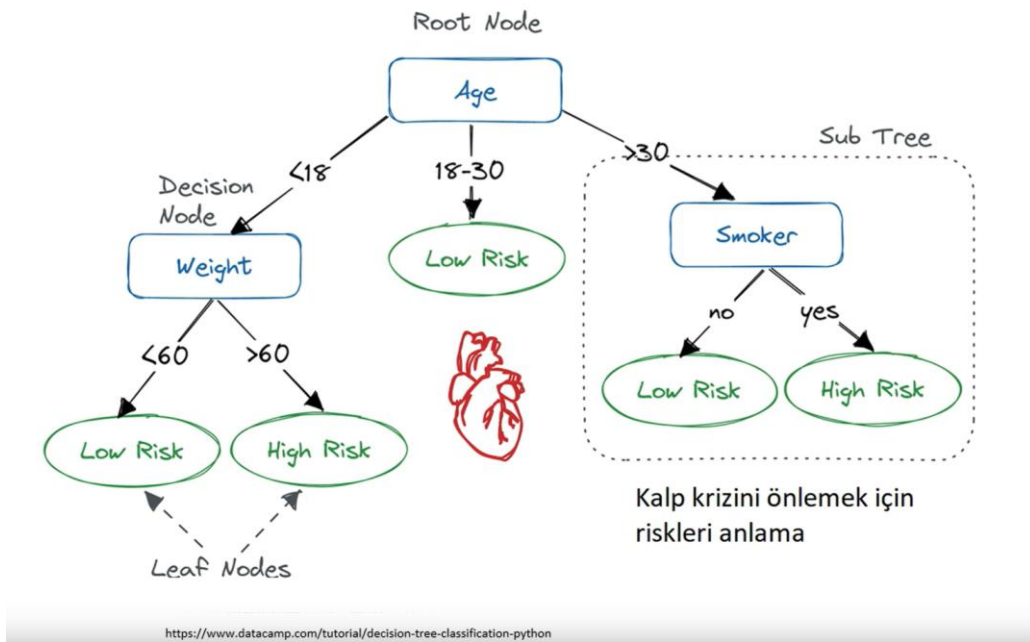 Root Node
Age
<18
18-30
>30
Sub Tree
Decision
Node
Weight
Low Risk
Smoker
<60
>60
no
yes
Low Risk
High Risk
Low Risk
High Risk
Leaf Nodes
Kalp krizini önlemek için
riskleri anlama
https://www.datacamp.com/tutorial/decision-tree-classification-python